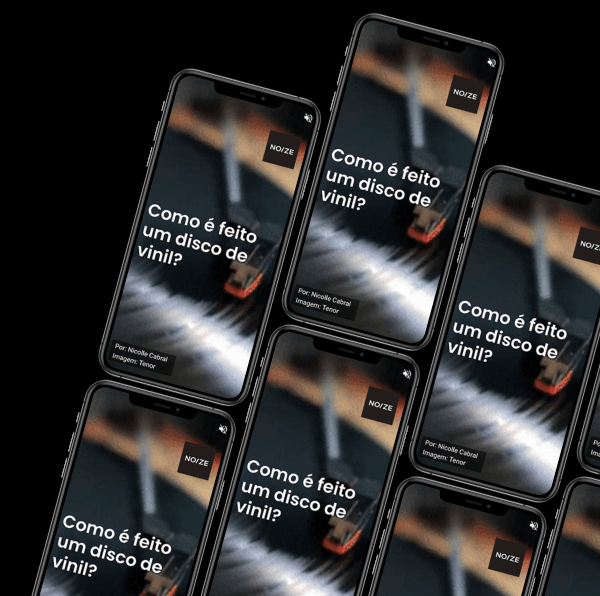 NO/ZE
Como é feito
um disco de
vinil?
Por: Nicolle Cabral
Imagem: Tenor
NO/ZE
Como é feito
um disco de
vinil?
Por: Nicolle Cabral
Imagem: Tenor
NO/Z
Como é feito
um disco de
vinil?
Por: Nicolle Cabral
Imagem: Tenor
NO/ZE
Como é feito
um disco de
vinil?
NO/ZE
Como é feito
um disco de
vinil?
NO/ZE